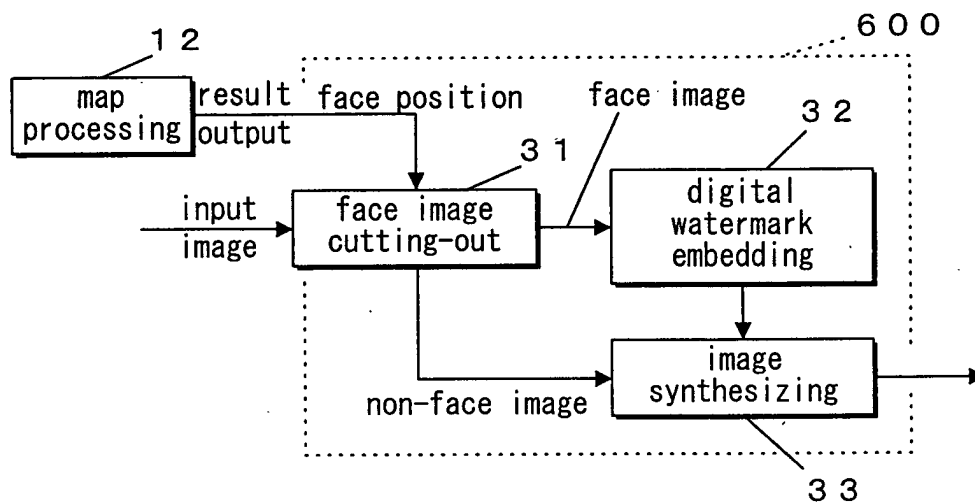 600
12
map
processing
result
output
face position
face image
32
31
input
image
face image
cutting-out
digital
watermark
embedding
non-face image
image
synthesizing
33